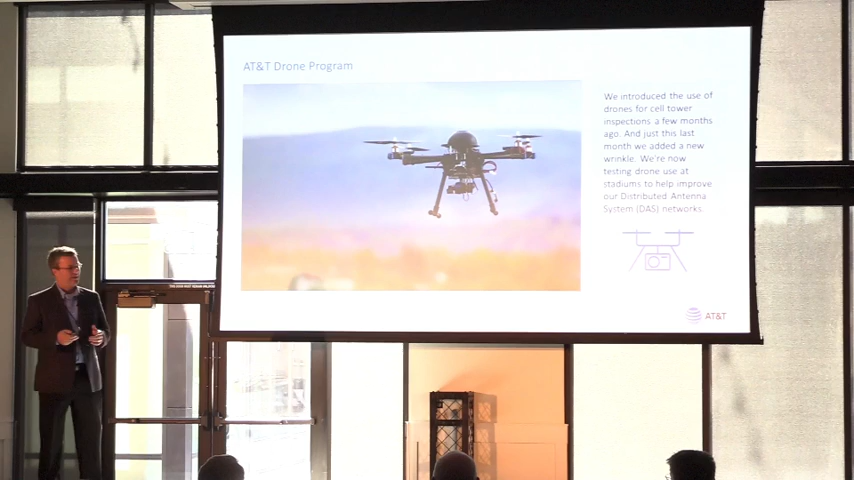 AT&T Drone Program
We introduced the use of
drones for cell tower
inspections a few months
ago. And just this last
month we added a new
wrinkle. We're now
testing drone use at
stadiums to help improve
our Distributed Antenna
System (DAS) networks.
AT&T